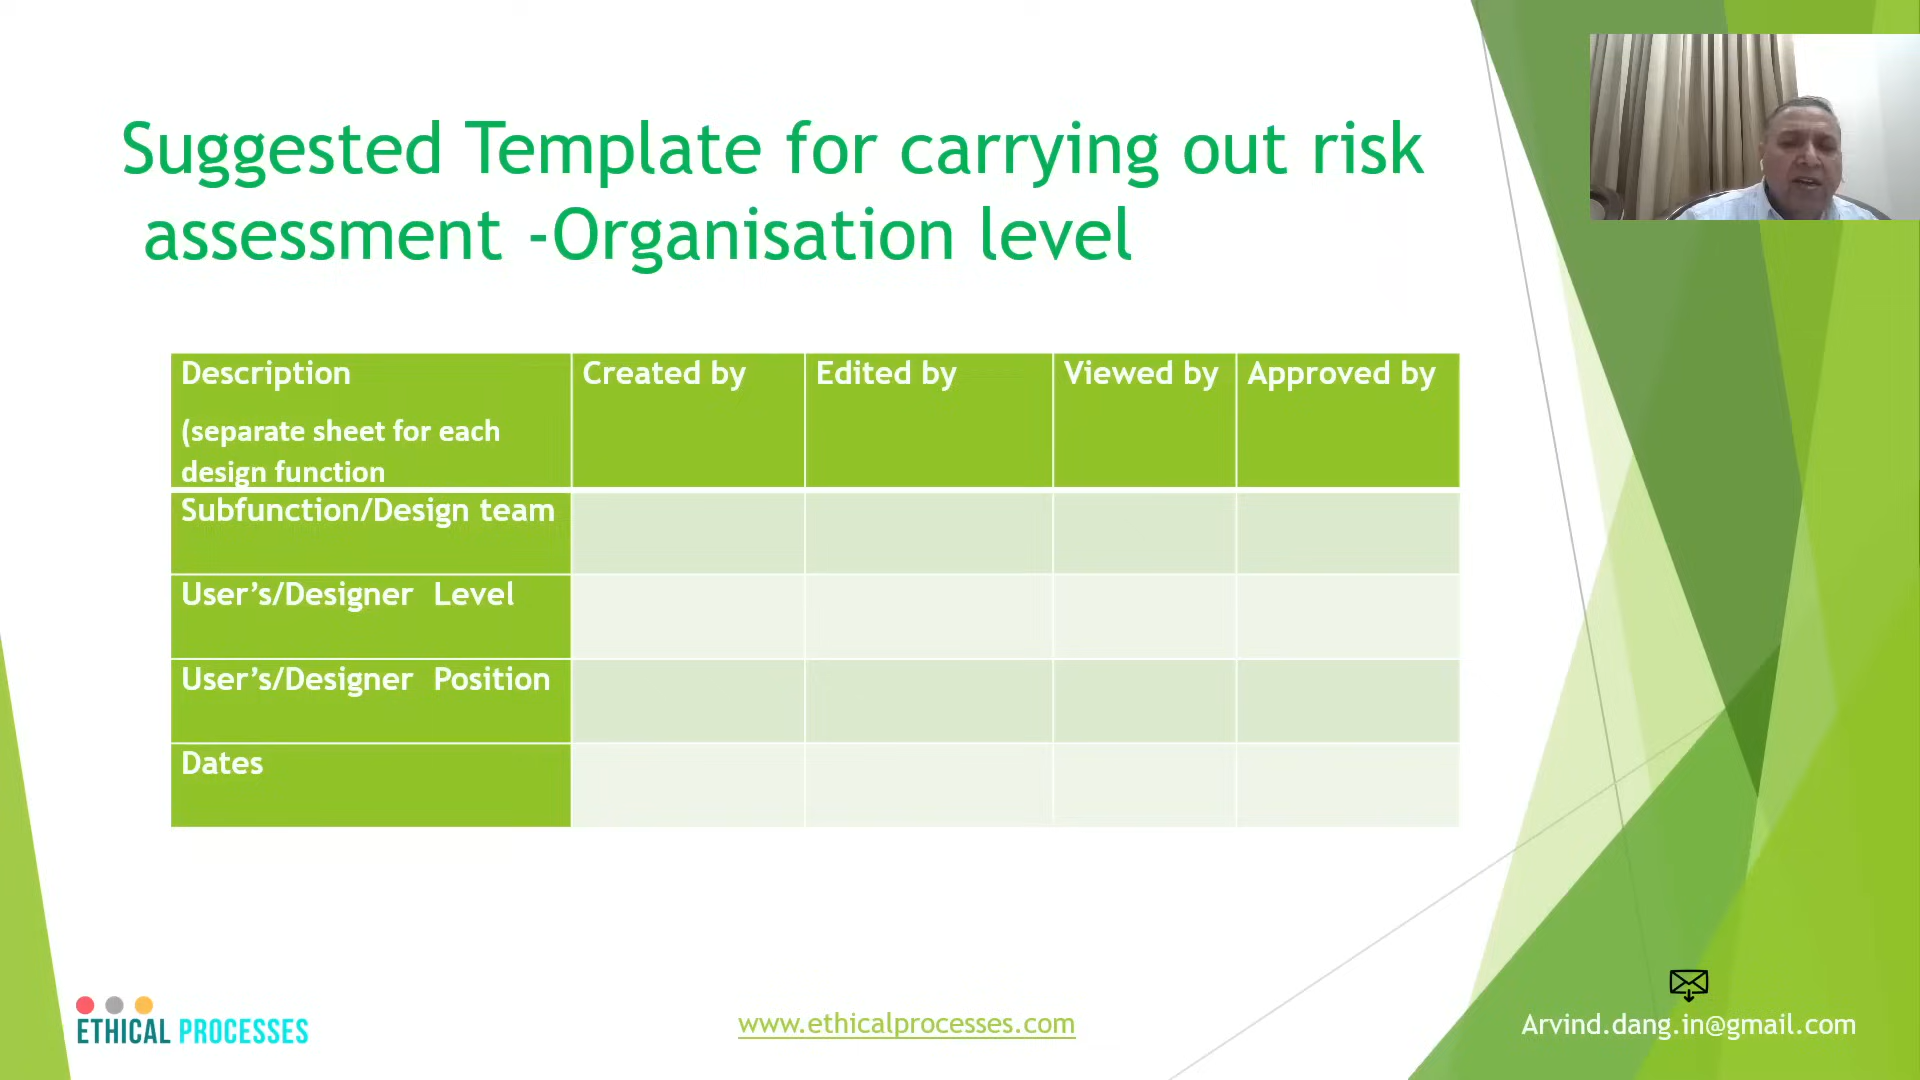 Suggested Template for carrying out risk
assessment -Organisation level
Description
(separate sheet for each
design function
Created by
Edited by
Viewed by
Approved by
Subfunction/Design team
User’s/Designer Level
User’s/Designer Position
Dates
ETHICAL PROCESSES
www.ethicalprocesses.com
Arvind.dang.in@gmail.com